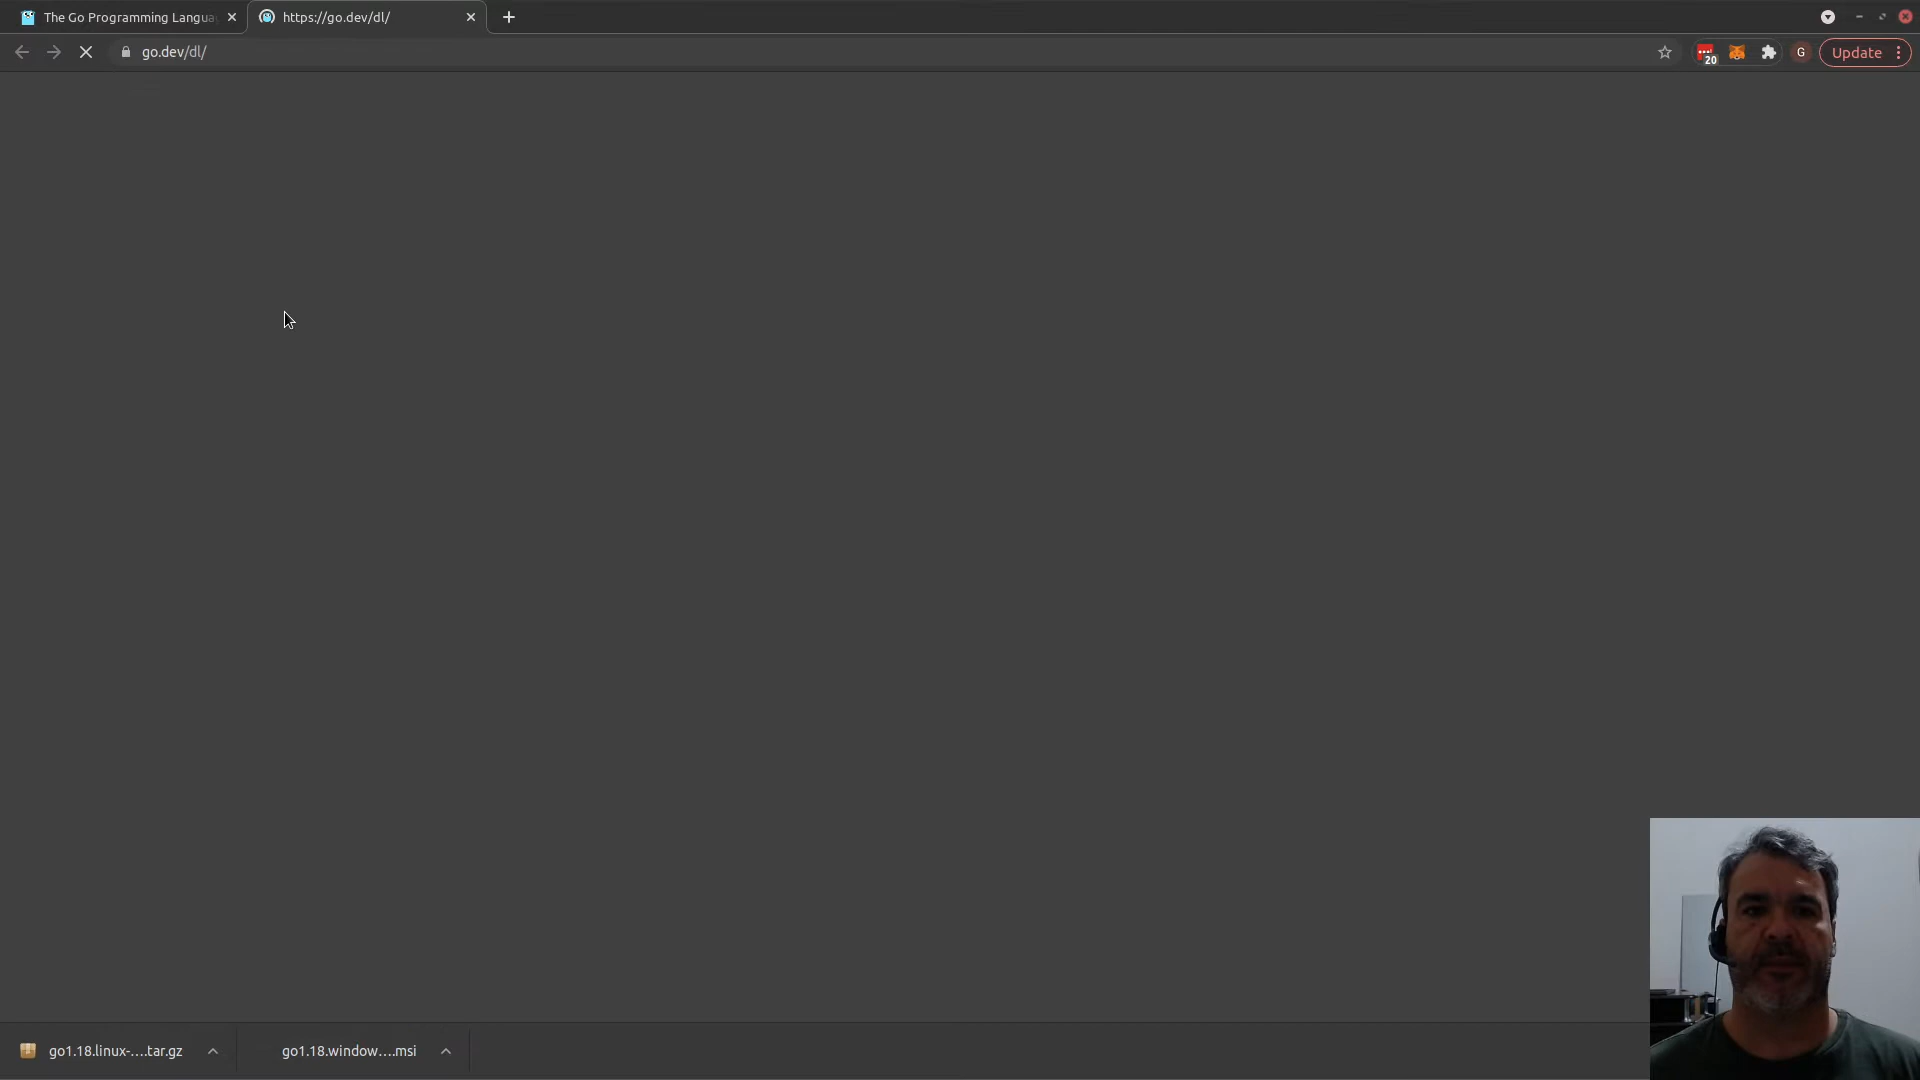 The Go Programming Langua
https://go.dev/dl/
go.dev/dl/
20
G
Update
go1.18.linux-....tar.gz
go1.18.window....msi